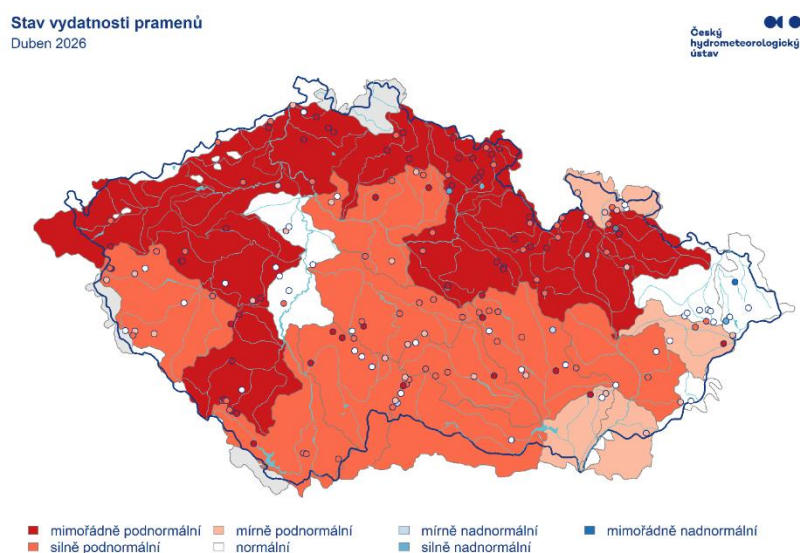 Stav vydatnosti pramenů
Duben 2026
Český
hydrometeorologický
ústav
mimořádně podnormální
silně podnormální
mírně podnormální
normální
mírně nadnormální
silně nadnormální
mimořádně nadnormální